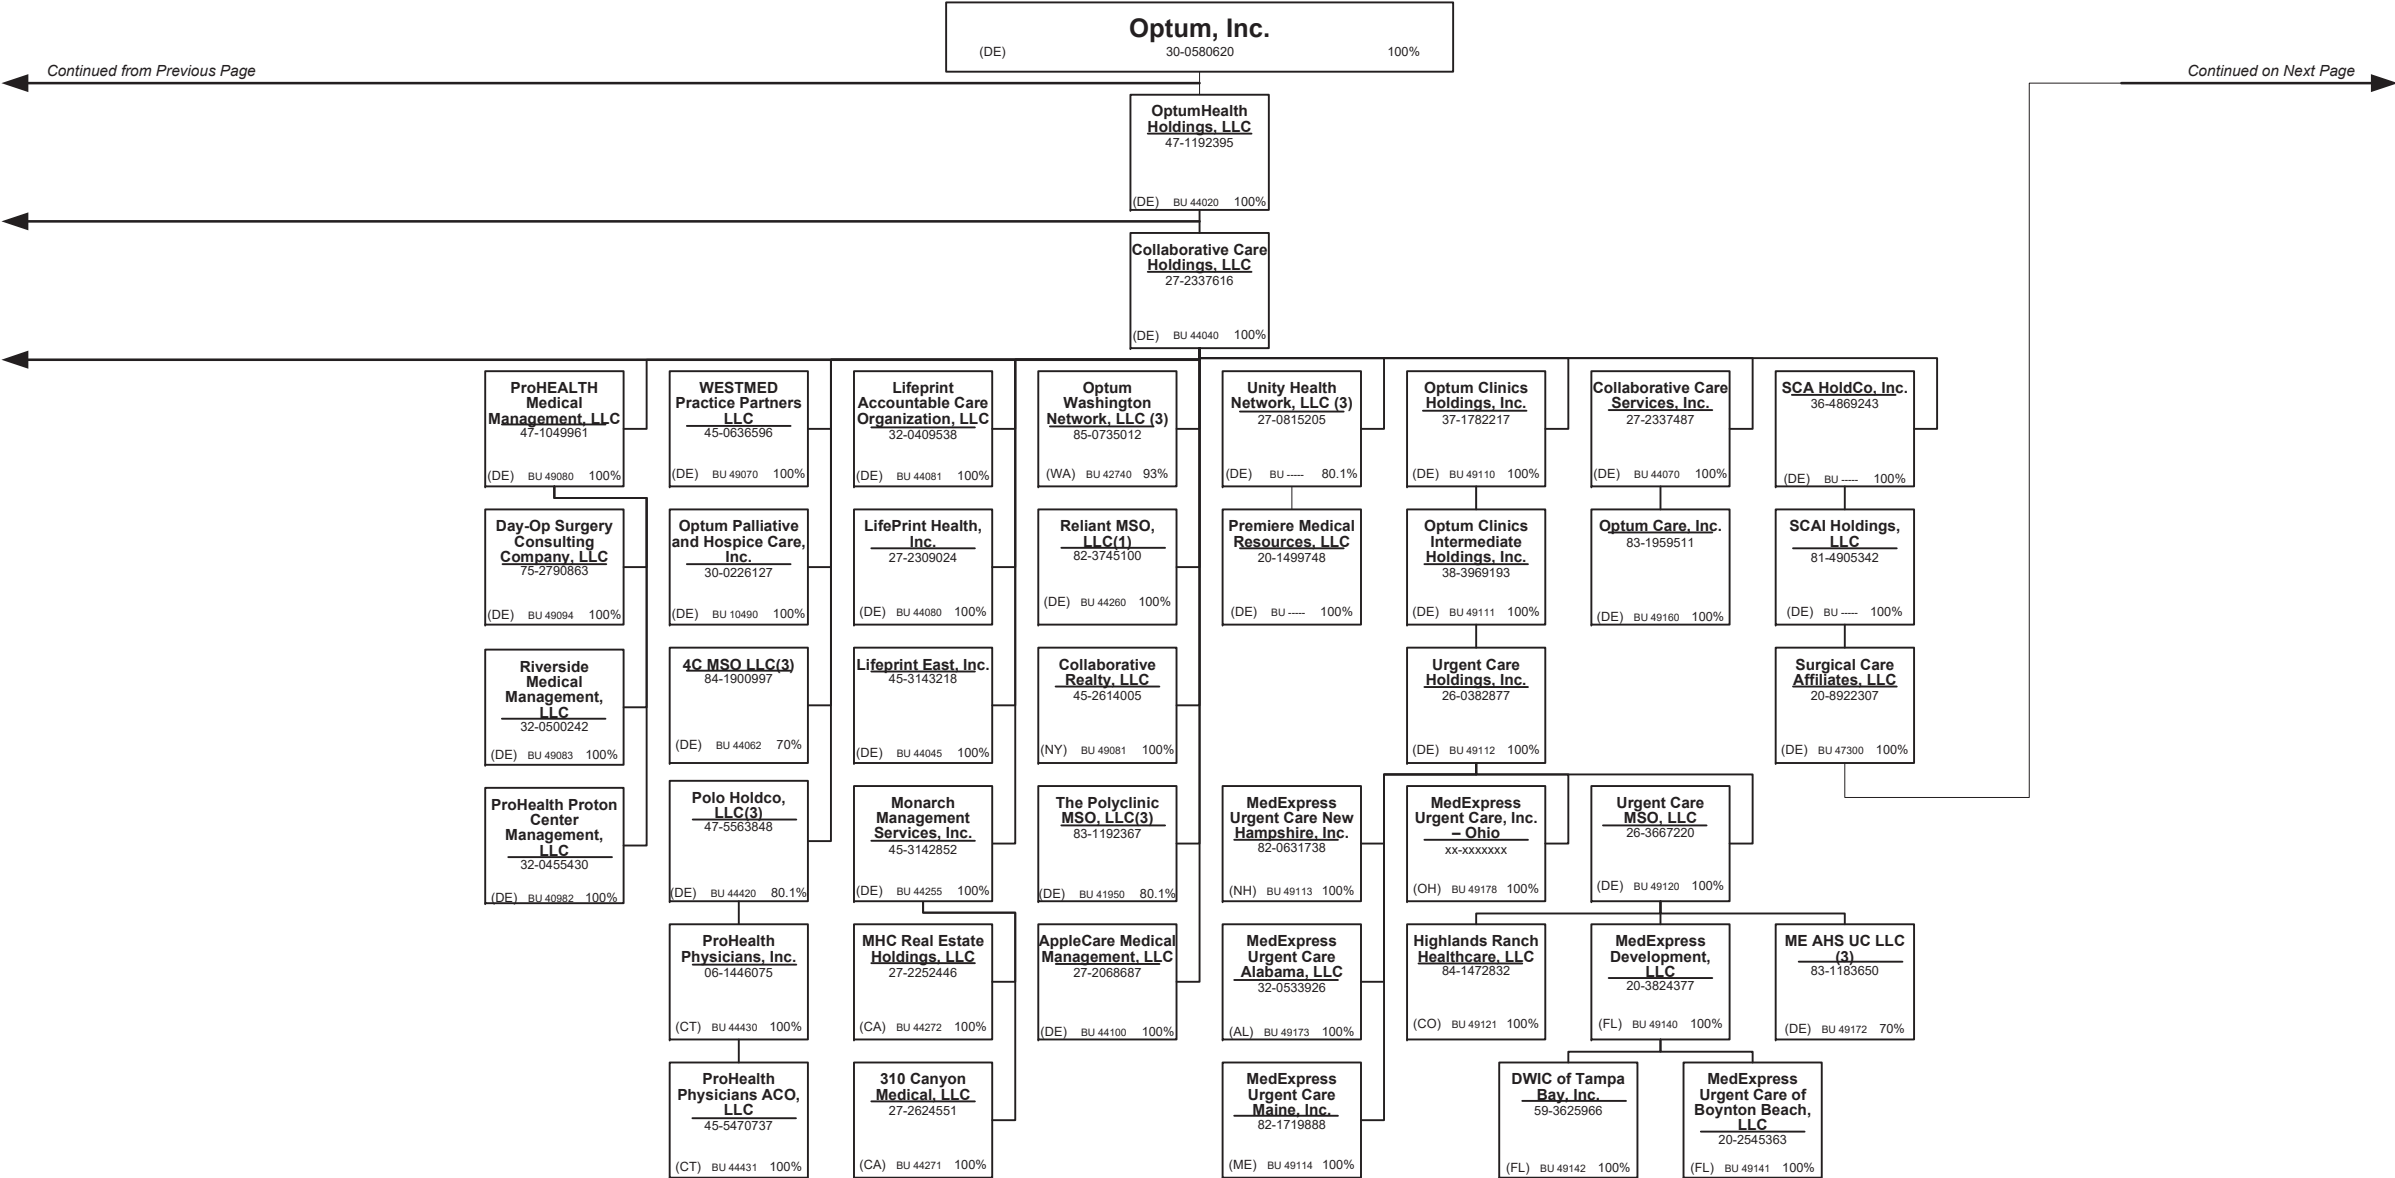 Optum, Inc.
(DE) 30-0580620 100%
Continued from Previous Page
Continued on Next Page
OptumHealth
Holdings, LLC
47-1192395
(DE) BU 44020 100%
Collaborative Care
Holdings, LLC
27-2337616
(DE) BU 44040 100%
ProHEALTH
Medical
Management, LLC
47-1049961
(DE) BU 49080 100%
WESTMED
Practice Partners
LLC
45-0636596
(DE) BU 49070 100%
Lifeprint
Accountable Care
Organization, LLC
32-0409538
(DE) BU 44081 100%
Optum
Washington
Network, LLC (3)
85-0735012
(WA) BU 42740 93%
Unity Health
Network, LLC (3)
27-0815205
(DE) BU ----- 80.1%
Optum Clinics
Holdings, Inc.
37-1782217
(DE) BU 49110 100%
Collaborative Care
Services, Inc.
27-2337487
(DE) BU 44070 100%
SCA HoldCo, Inc.
36-4869243
(DE) BU ----- 100%
Day-Op Surgery
Consulting
Company, LLC
75-2790863
(DE) BU 49094 100%
Optum Palliative
and Hospice Care,
Inc.
30-0226127
(DE) BU 10490 100%
LifePrint Health,
Inc.
27-2309024
(DE) BU 44080 100%
Reliant MSO,
LLC(1)
82-3745100
(DE) BU 44260 100%
Premiere Medical
Resources, LLC
20-1499748
(DE) BU ----- 100%
Optum Clinics
Intermediate
Holdings, Inc.
38-3969193
(DE) BU 49111 100%
Optum Care, Inc.
83-1959511
(DE) BU 49160 100%
SCAI Holdings,
LLC
81-4905342
(DE) BU ----- 100%
Riverside
Medical
Management,
LLC
32-0500242
(DE) BU 49083 100%
4C MSO LLC(3)
84-1900997
(DE) BU 44062 70%
Lifeprint East, Inc.
45-3143218
(DE) BU 44045 100%
Collaborative
Realty, LLC
45-2614005
(NY) BU 49081 100%
Urgent Care
Holdings, Inc.
26-0382877
(DE) BU 49112 100%
Surgical Care
Affiliates, LLC
20-8922307
(DE) BU 47300 100%
ProHealth Proton
Center
Management,
LLC
32-0455430
(DE) BU 40982 100%
Polo Holdco,
LLC(3)
47-5563848
(DE) BU 44420 80.1%
Monarch
Management
Services, Inc.
45-3142852
(DE) BU 44255 100%
The Polyclinic
MSO, LLC(3)
83-1192367
(DE) BU 41950 80.1%
MedExpress
Urgent Care New
Hampshire, Inc.
82-0631738
(NH) BU 49113 100%
MedExpress
Urgent Care, Inc.
– Ohio
xx-xxxxxxx
(OH) BU 49178 100%
Urgent Care
MSO, LLC
26-3667220
(DE) BU 49120 100%
ProHealth
Physicians, Inc.
06-1446075
(CT) BU 44430 100%
MHC Real Estate
Holdings, LLC
27-2252446
(CA) BU 44272 100%
AppleCare Medical
Management, LLC
27-2068687
(DE) BU 44100 100%
MedExpress
Urgent Care
Alabama, LLC
32-0533926
(AL) BU 49173 100%
Highlands Ranch
Healthcare, LLC
84-1472832
(CO) BU 49121 100%
MedExpress
Development,
LLC
20-3824377
(FL) BU 49140 100%
ME AHS UC LLC
(3)
83-1183650
(DE) BU 49172 70%
ProHealth
Physicians ACO,
LLC
45-5470737
(CT) BU 44431 100%
310 Canyon
Medical, LLC
27-2624551
(CA) BU 44271 100%
MedExpress
Urgent Care
Maine, Inc.
82-1719888
(ME) BU 49114 100%
DWIC of Tampa
Bay, Inc.
59-3625966
(FL) BU 49142 100%
MedExpress
Urgent Care of
Boynton Beach,
LLC
20-2545363
(FL) BU 49141 100%